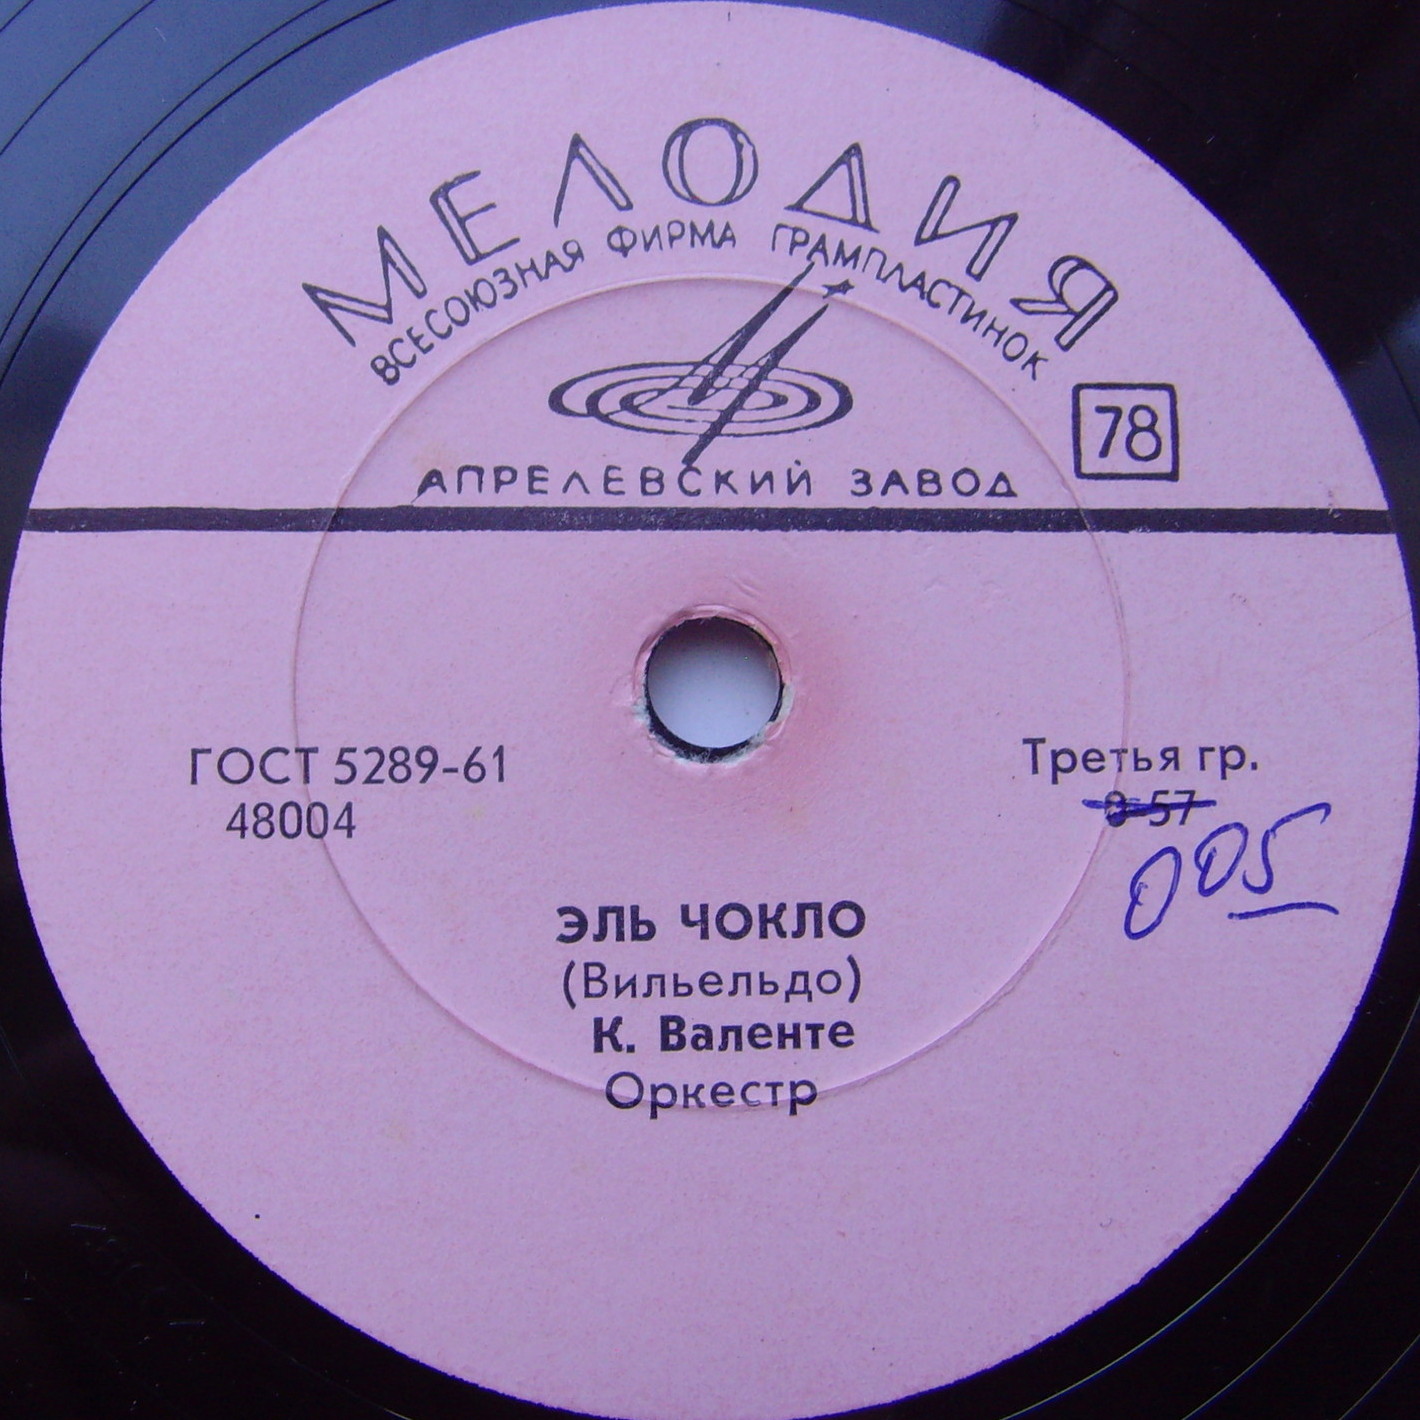 МЕЛОДИЯ
ВСЕСОЮЗНАЯ ФИРМА ГРАМПЛАСТИНОК
78
АПРЕЛЕВСКИЙ ЗАВОД
ГОСТ 5289-61
Третья гр.
48004
0-57
005
ЭЛЬ ЧОКЛО
(Вильельдо)
К. Валенте
Оркестр